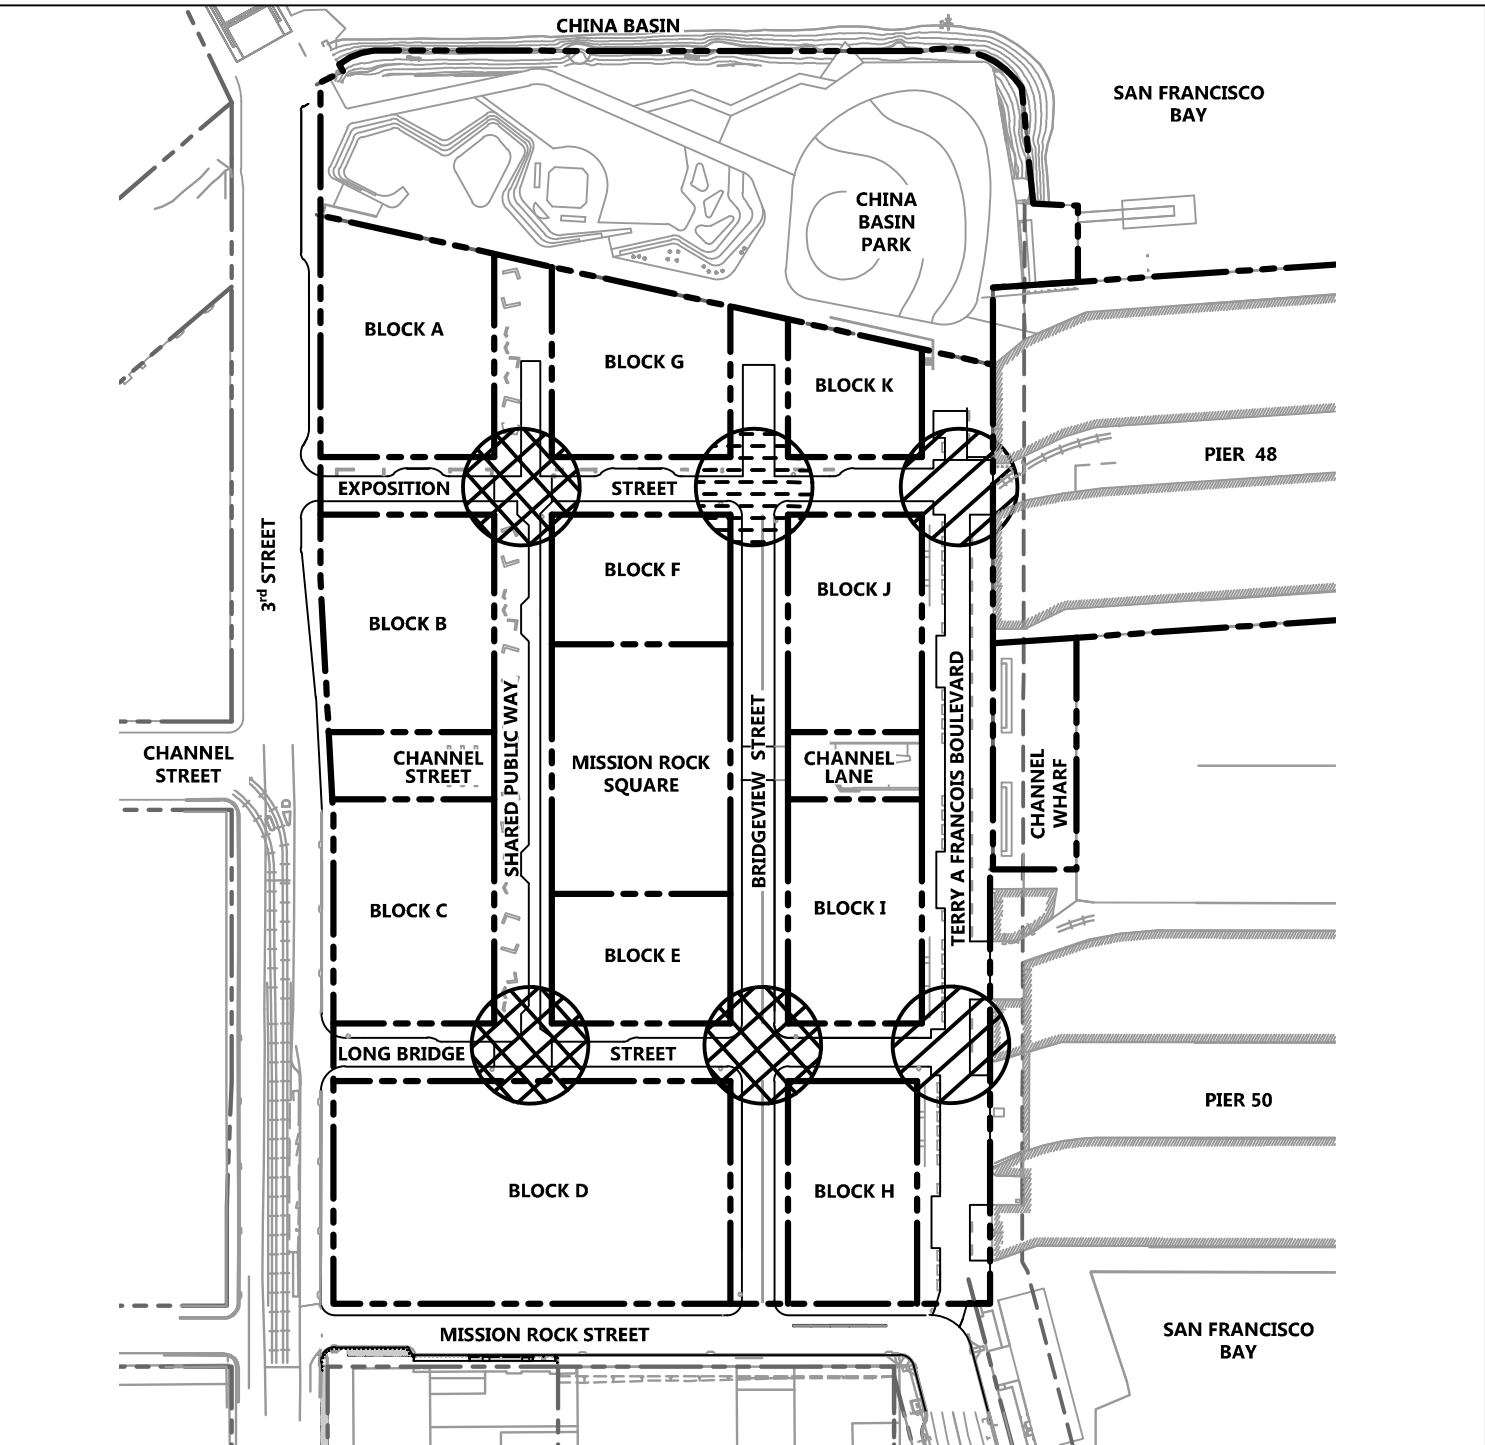 CHINA BASIN
SAN FRANCISCO
BAY
CHINA
BASIN
PARK
BLOCK A
BLOCK G
BLOCK K
PIER 48
EXPOSITION
STREET
3rd STREET
BLOCK F
BLOCK J
BLOCK B
SHARED PUBLIC WAY
BRIDGEVIEW STREET
TERRY A FRANCOIS BOULEVARD
CHANNEL
STREET
CHANNEL
STREET
MISSION ROCK
SQUARE
CHANNEL
LANE
CHANNEL
WHARF
BLOCK C
BLOCK I
BLOCK E
LONG BRIDGE
STREET
PIER 50
BLOCK D
BLOCK H
MISSION ROCK STREET
SAN FRANCISCO
BAY